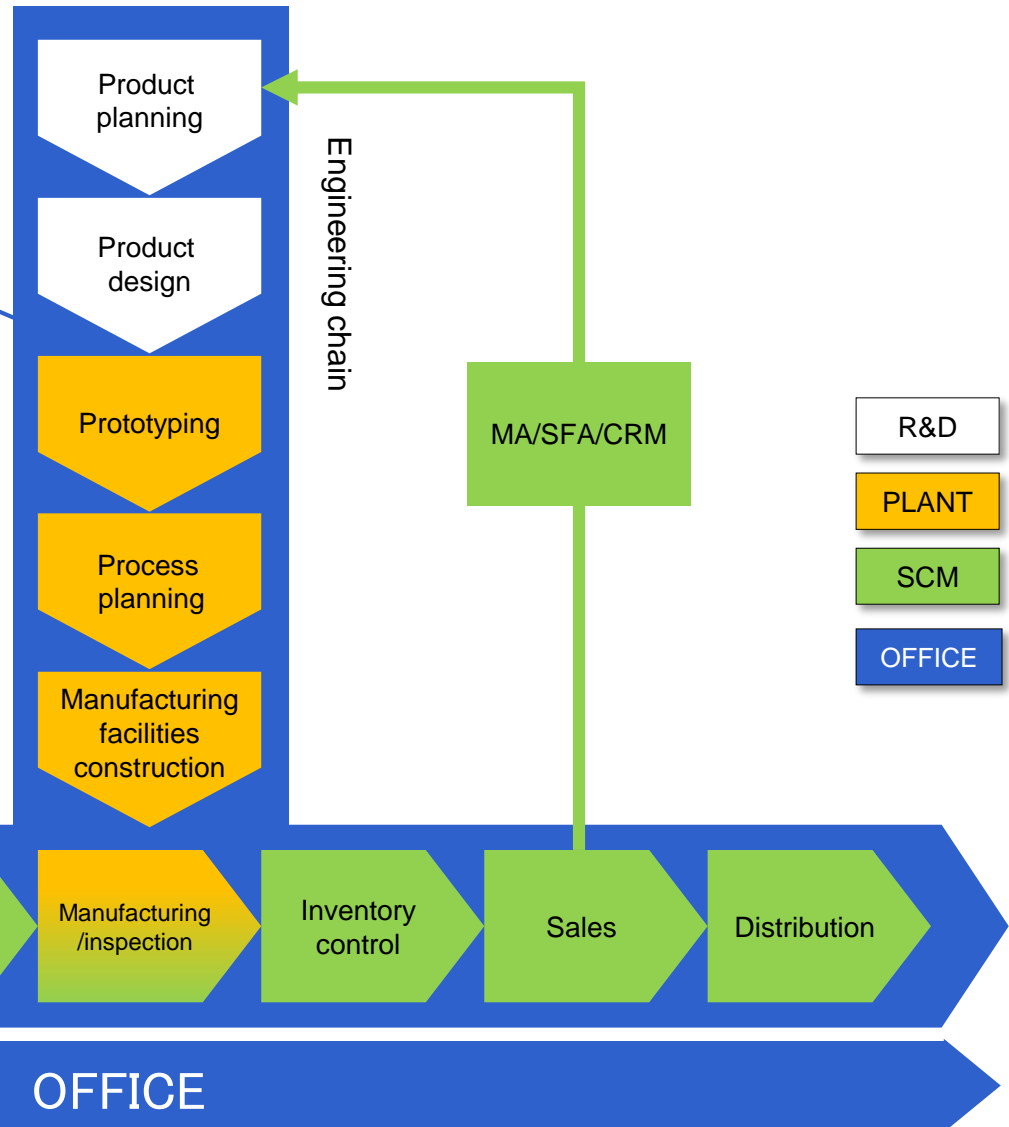 Product
planning
Engineering chain
Product
design
Prototyping
MA/SFA/CRM
R&D
PLANT
SCM
OFFICE
Process
planning
Manufacturing
facilities
construction
Manufacturing
/inspection
Inventory
control
Sales
Distribution
OFFICE